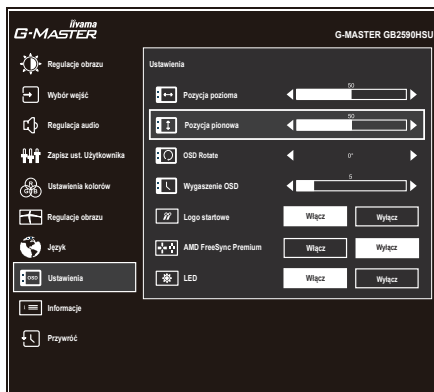 iiyama
G-MASTER
G-MASTER GB2590HSU
Regulacje obrazu
Wybór wejść
Regulacja audio
Zapisz ust. Użytkownika
Ustawienia kolorów
R
G B
Regulacje obrazu
Język
OSD Ustawienia
Informacje
Przywróć
Ustawienia
Pozycja pozioma 50
Pozycja pionowa 50
OSD Rotate 0°
Wygaszenie OSD 5
Logo startowe Włącz Wyłącz
AMD FreeSync Premium Włącz Wyłącz
LED Włącz Wyłącz